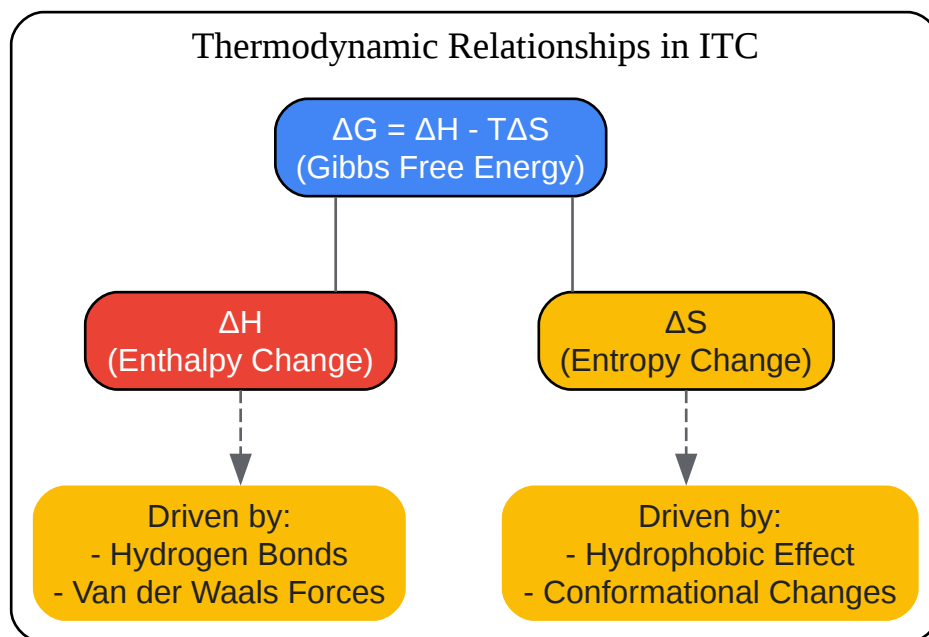 Thermodynamic Relationships in ITC
ΔG = ΔH - TΔS
(Gibbs Free Energy)
ΔH
(Enthalpy Change)
ΔS
(Entropy Change)
Driven by:
- Hydrogen Bonds
- Van der Waals Forces
Driven by:
- Hydrophobic Effect
- Conformational Changes